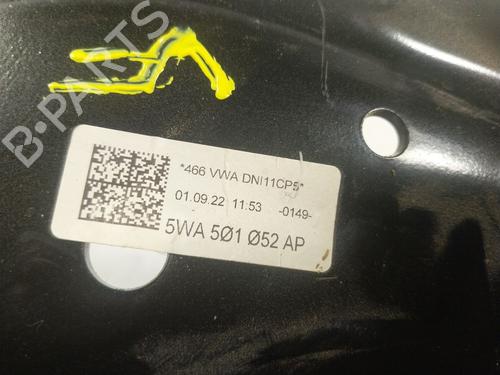 B-PARTS
*466 VWA DNI11CP5*
01.09.22 11:53 -0149-
5WA 5Ø1 Ø52 AP